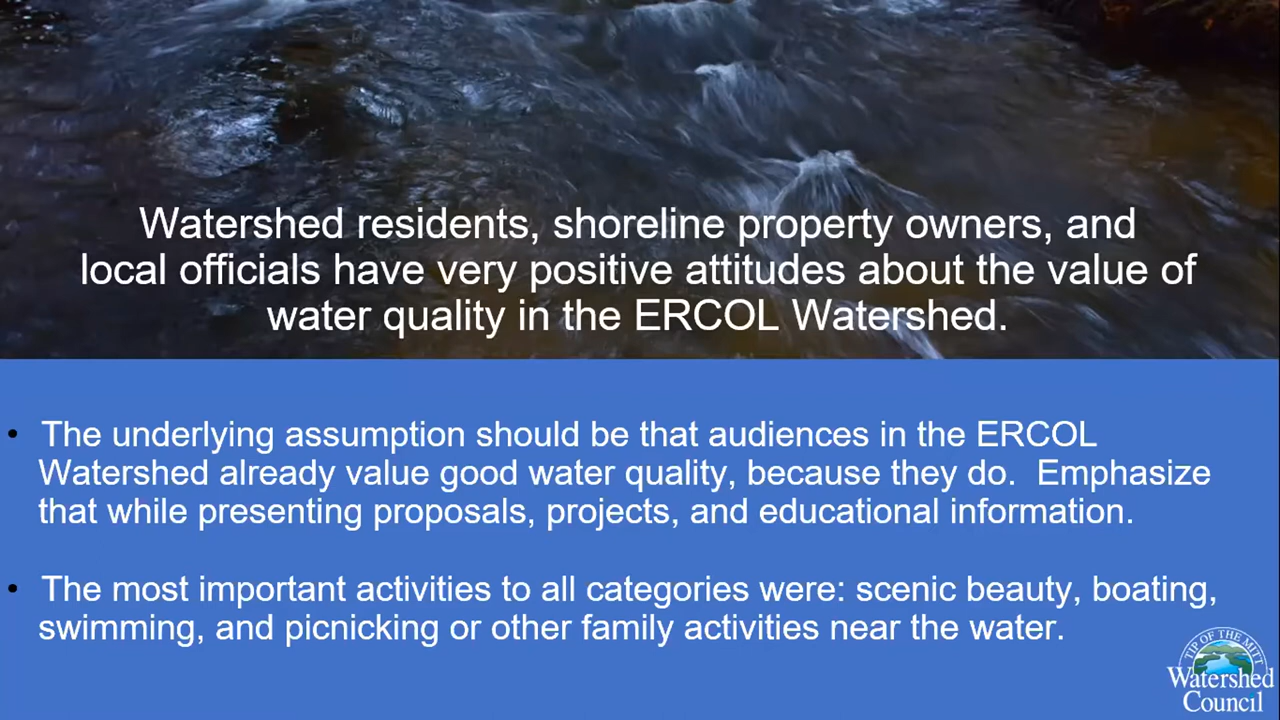 Watershed residents, shoreline property owners, and
local officials have very positive attitudes about the value of
water quality in the ERCOL Watershed.
• The underlying assumption should be that audiences in the ERCOL
Watershed already value good water quality, because they do.  Emphasize
that while presenting proposals, projects, and educational information.
• The most important activities to all categories were: scenic beauty, boating,
swimming, and picnicking or other family activities near the water.
TIP OF THE MITT
Watershed
Council